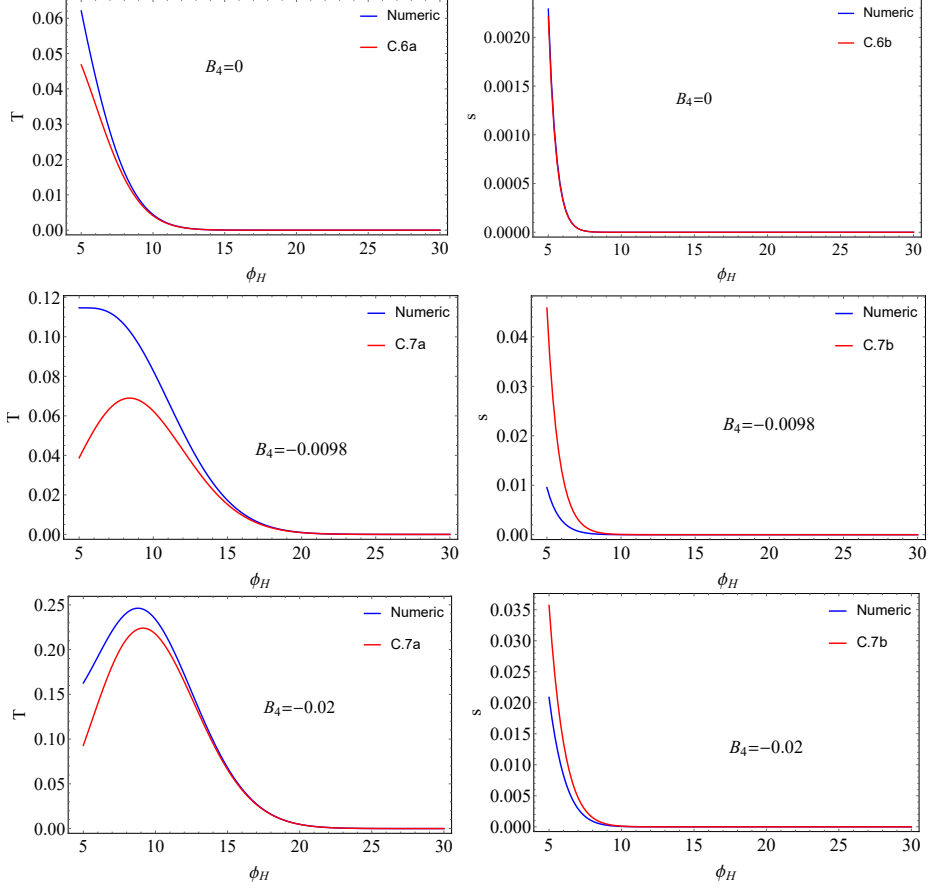 0.06
0.05
0.04
0.03
0.02
0.01
0.00
T
Numeric
C.6a
B₄=0
5 10 15 20 25 30
ϕ_H
0.0020
0.0015
0.0010
0.0005
0.0000
s
Numeric
C.6b
B₄=0
5 10 15 20 25 30
ϕ_H
0.12
0.10
0.08
0.06
0.04
0.02
0.00
T
Numeric
C.7a
B₄=−0.0098
5 10 15 20 25 30
ϕ_H
0.04
0.03
0.02
0.01
0.00
s
Numeric
C.7b
B₄=−0.0098
5 10 15 20 25 30
ϕ_H
0.25
0.20
0.15
0.10
0.05
0.00
T
Numeric
C.7a
B₄=−0.02
5 10 15 20 25 30
ϕ_H
0.035
0.030
0.025
0.020
0.015
0.010
0.005
0.000
s
Numeric
C.7b
B₄=−0.02
5 10 15 20 25 30
ϕ_H